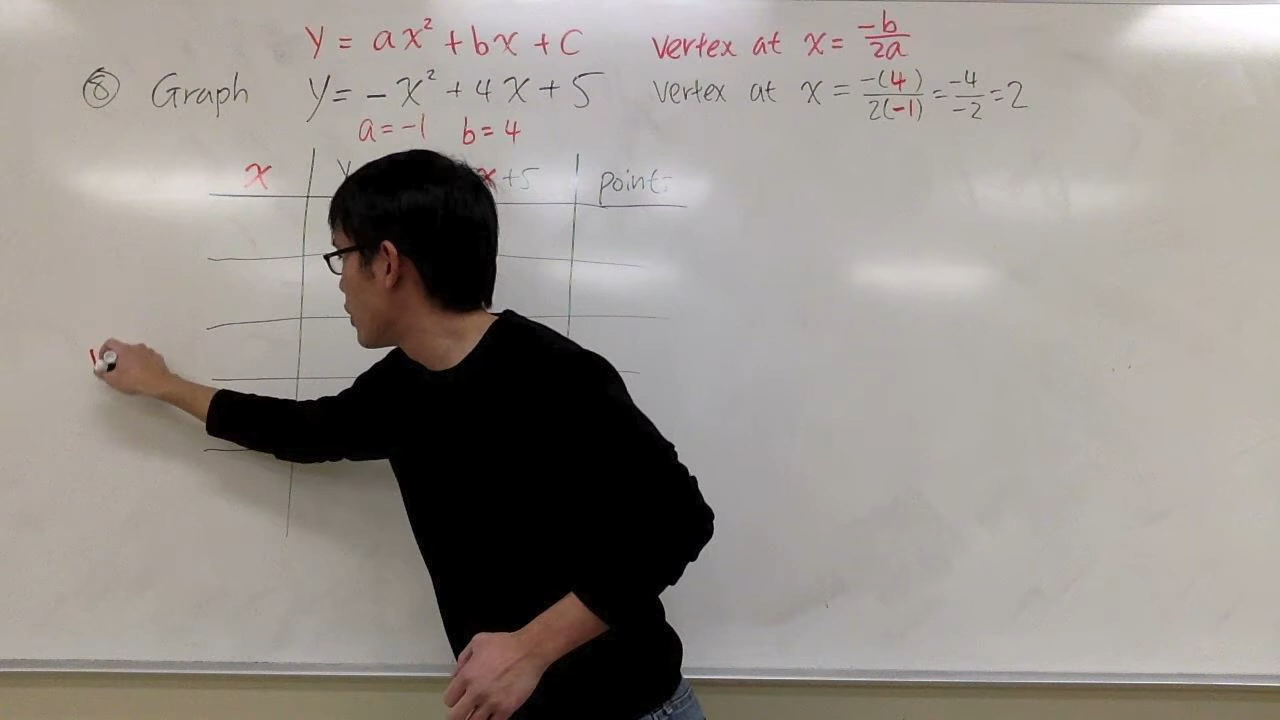 y = ax² + bx + c vertex at x = -b/2a
⑧ Graph y = -x² + 4x + 5 vertex at x = -(4)/2(-1) = -4/-2 = 2
a = -1 b = 4
x y x + 5 point